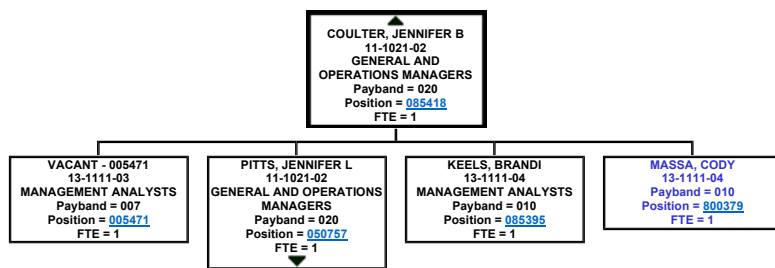 COULTER, JENNIFER B
11-1021-02
GENERAL AND
OPERATIONS MANAGERS
Payband = 020
Position = 085418
FTE = 1
VACANT - 005471
13-1111-03
MANAGEMENT ANALYSTS
Payband = 007
Position = 005471
FTE = 1
PITTS, JENNIFER L
11-1021-02
GENERAL AND OPERATIONS
MANAGERS
Payband = 020
Position = 050757
FTE = 1
KEELS, BRANDI
13-1111-04
MANAGEMENT ANALYSTS
Payband = 010
Position = 085395
FTE = 1
MASSA, CODY
13-1111-04
Payband = 010
Position = 800379
FTE = 1